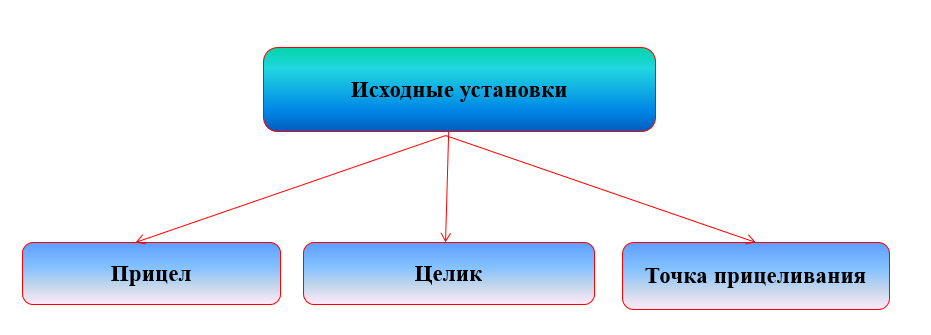 Исходные установки
Прицел
Целик
Точка прицеливания